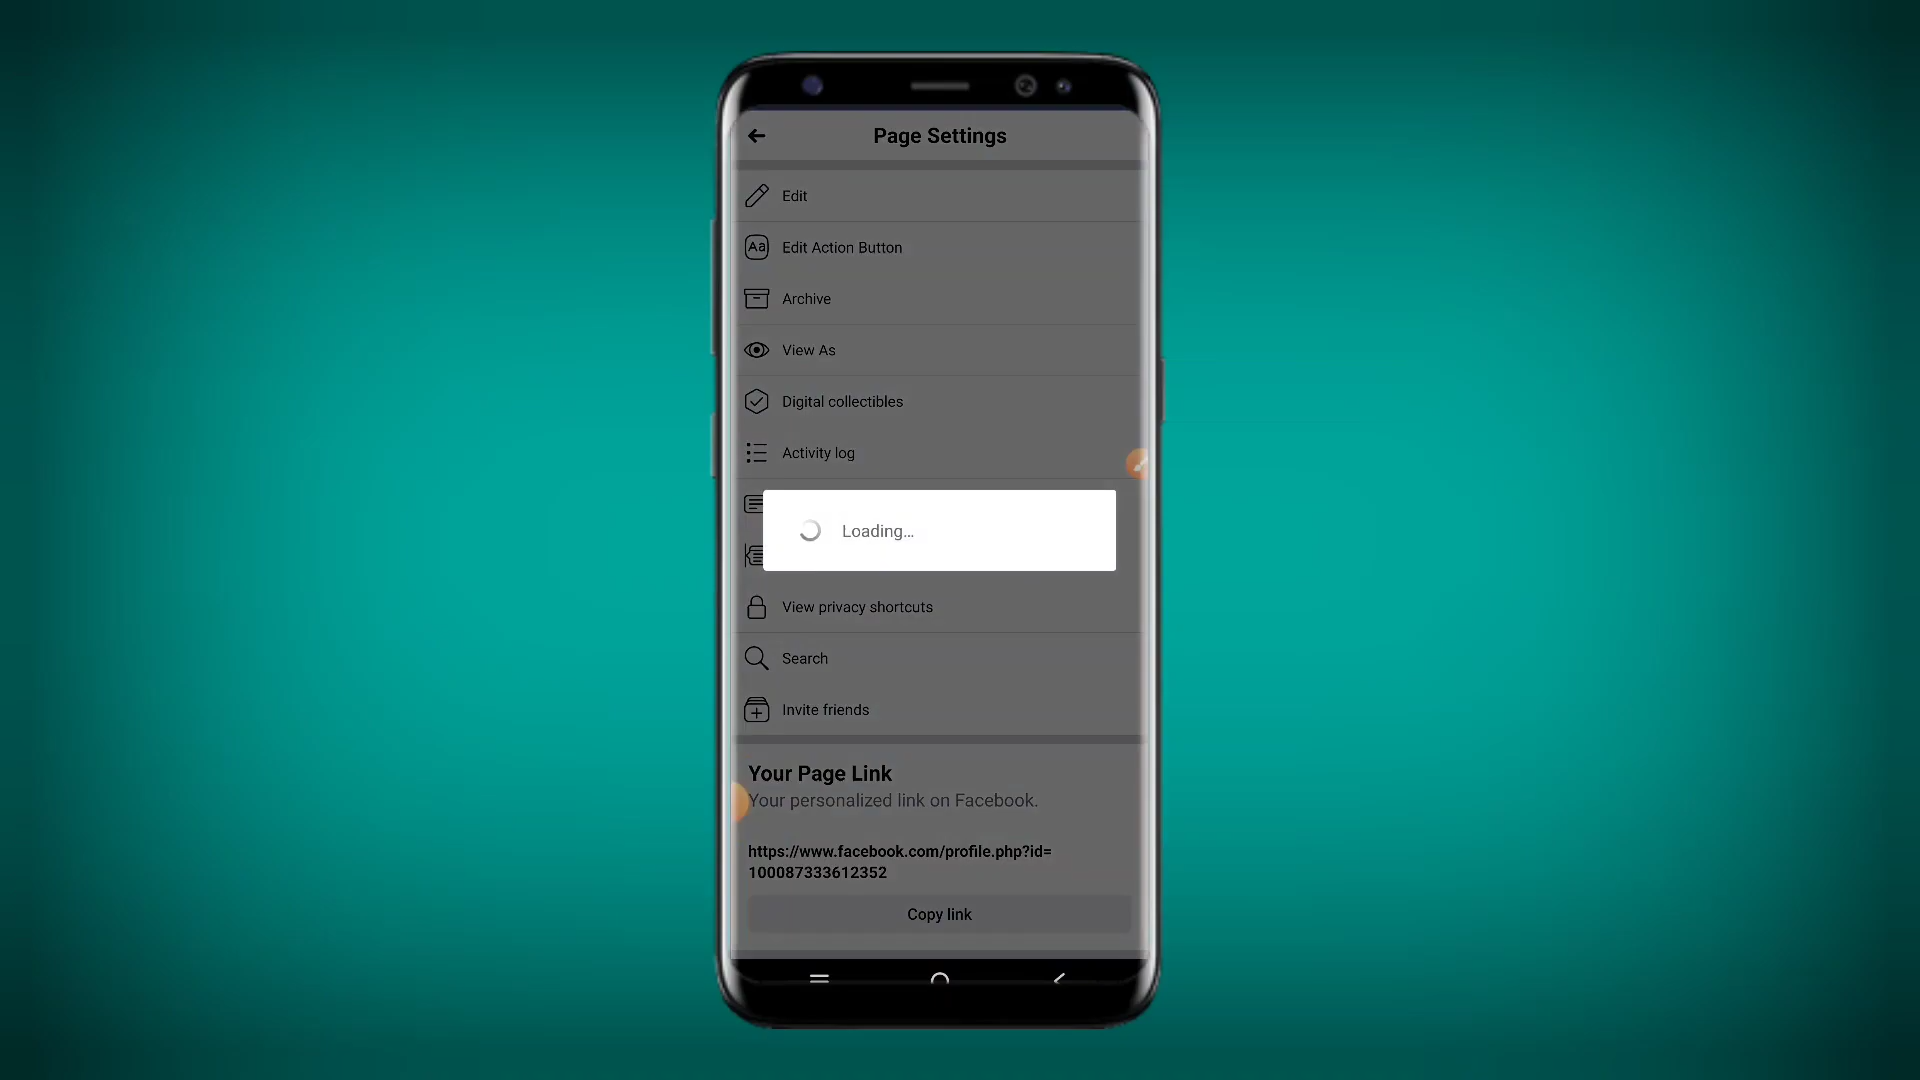 Page Settings
Edit
Aa
Edit Action Button
Archive
View As
Digital collectibles
Activity log
Loading...
View privacy shortcuts
Search
Invite friends
Your Page Link
Your personalized link on Facebook.
https://www.facebook.com/profile.php?id=
100087333612352
Copy link